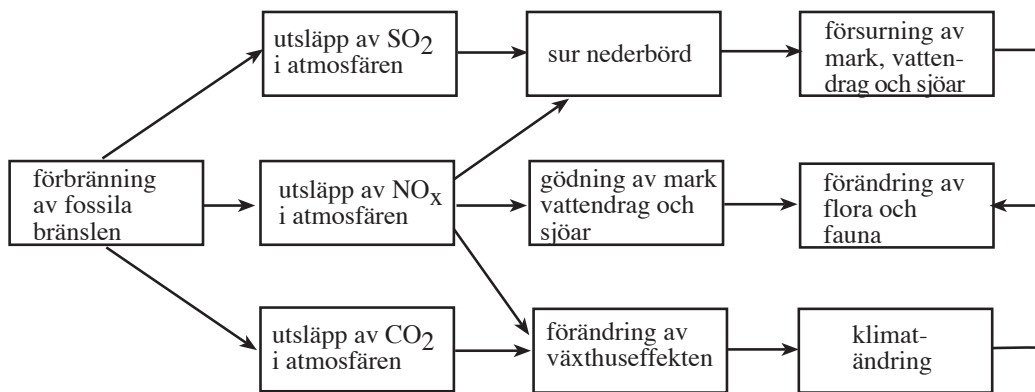 utsläpp av SO2
i atmosfären
sur nederbörd
försurning av
mark, vatten-
drag och sjöar
förbränning
av fossila
bränslen
utsläpp av NOx
i atmosfären
gödning av mark
vattendrag och
sjöar
förändring av
flora och
fauna
utsläpp av CO2
i atmosfären
förändring av
växthuseffekten
klimat-
ändring